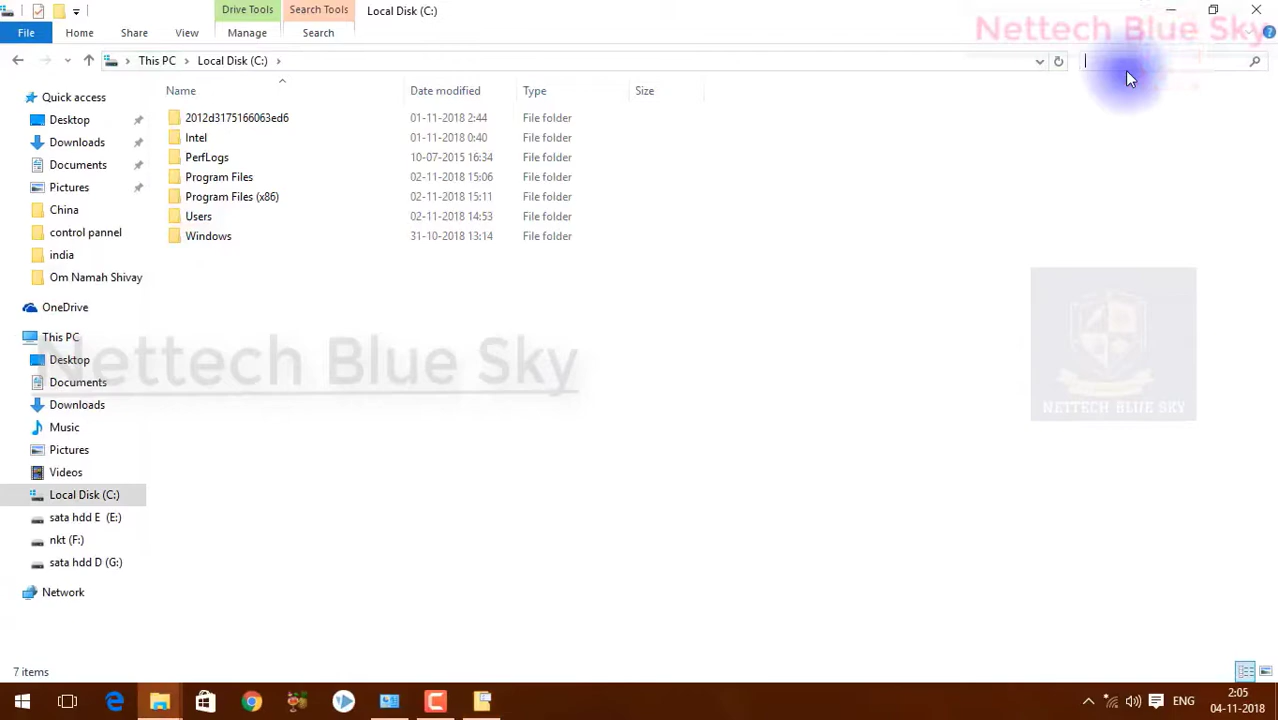 Drive Tools
Search Tools
Local Disk (C:)
Nettech Blue Sky
File
Home
Share
View
Manage
Search
This PC
Local Disk (C:)
Name
Date modified
Type
Size
Quick access
Desktop
Downloads
Documents
Pictures
China
control pannel
india
Om Namah Shivay
OneDrive
This PC
Desktop
Documents
Downloads
Music
Pictures
Videos
Local Disk (C:)
sata hdd E (E:)
nkt (F:)
sata hdd D (G:)
Network
2012d3175166063ed6 01-11-2018 2:44 File folder
Intel 01-11-2018 0:40 File folder
PerfLogs 10-07-2015 16:34 File folder
Program Files 02-11-2018 15:06 File folder
Program Files (x86) 02-11-2018 15:11 File folder
Users 02-11-2018 14:53 File folder
Windows 31-10-2018 13:14 File folder
Nettech Blue Sky
NETTECH BLUE SKY
7 items
ENG
2:05
04-11-2018